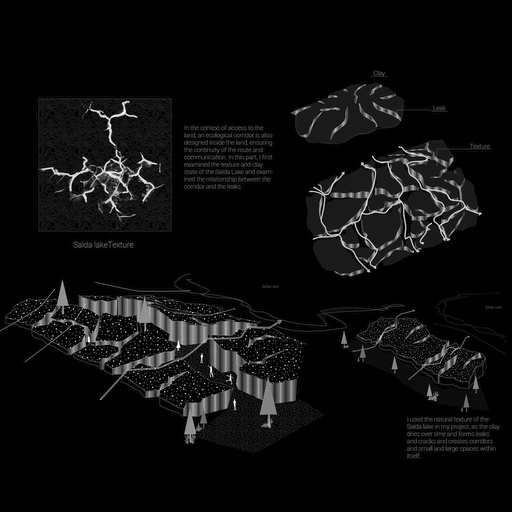 Clay
Leak
In the context of access to the
land, an ecological corridor is also
designed inside the land, ensuring
the continuity of the route and
communication. In this part, I first
examined the texture and clay
state of the Salda Lake and exam-
ined the relationship between the
corridor and the leaks.
Texture
Salda lakeTexture
Salda Lake
Salda Lake
I used the natural texture of the
Salda lake in my project, as the clay
dries over time and forms leaks
and cracks and creates corridors
and small and large spaces within
itself.